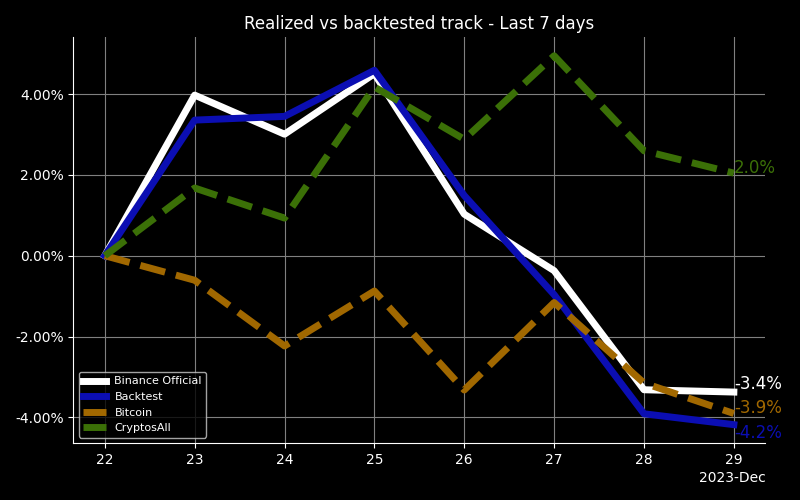 Realized vs backtested track - Last 7 days
4.00%
2.00%
0.00%
-2.00%
-4.00%
2.0%
-3.4%
-3.9%
-4.2%
Binance Official
Backtest
Bitcoin
CryptosAll
22 23 24 25 26 27 28 29
2023-Dec